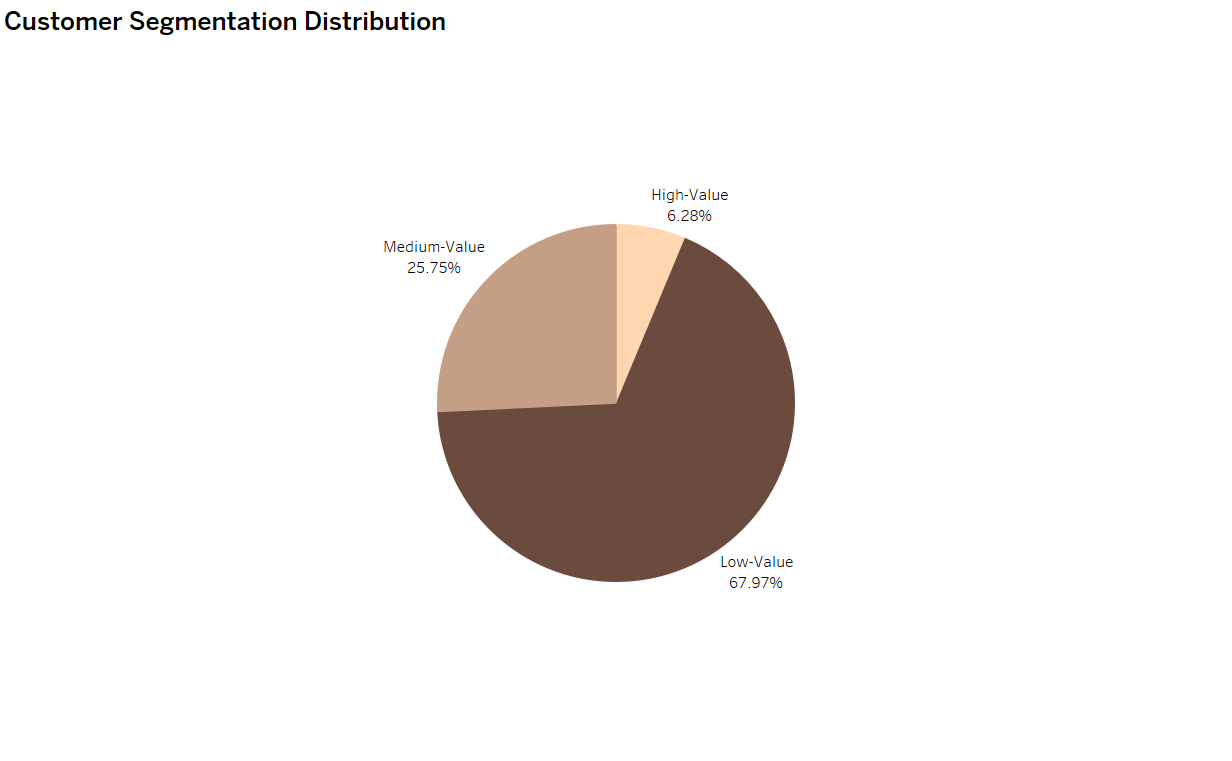 Customer Segmentation Distribution
High-Value
6.28%
Medium-Value
25.75%
Low-Value
67.97%